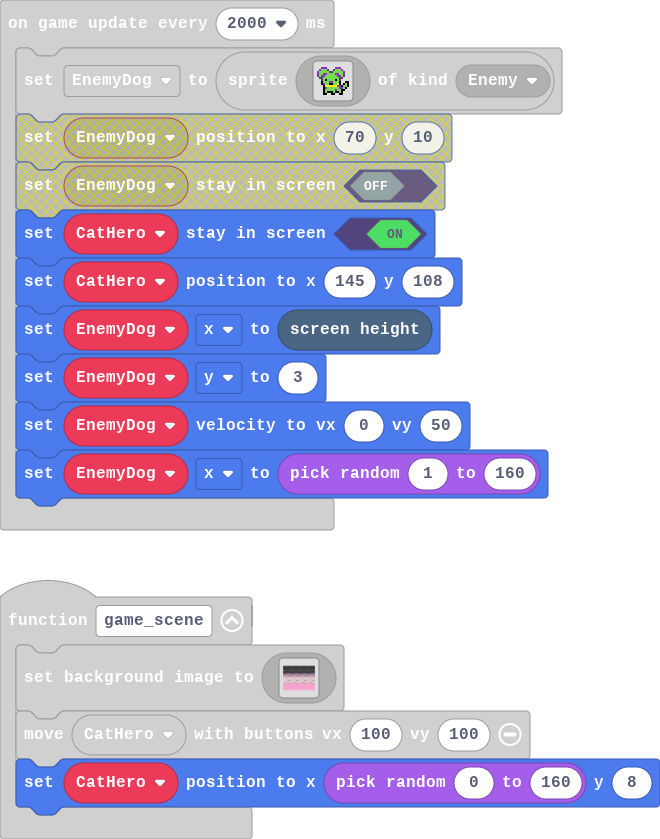 on game update every 2000 ms
set EnemyDog to sprite of kind Enemy
set EnemyDog position to x 70 y 10
set EnemyDog stay in screen OFF
set CatHero stay in screen ON
set CatHero position to x 145 y 108
set EnemyDog x to screen height
set EnemyDog y to 3
set EnemyDog velocity to vx 0 vy 50
set EnemyDog x to pick random 1 to 160
function game_scene
set background image to
move CatHero with buttons vx 100 vy 100
set CatHero position to x pick random 0 to 160 y 8